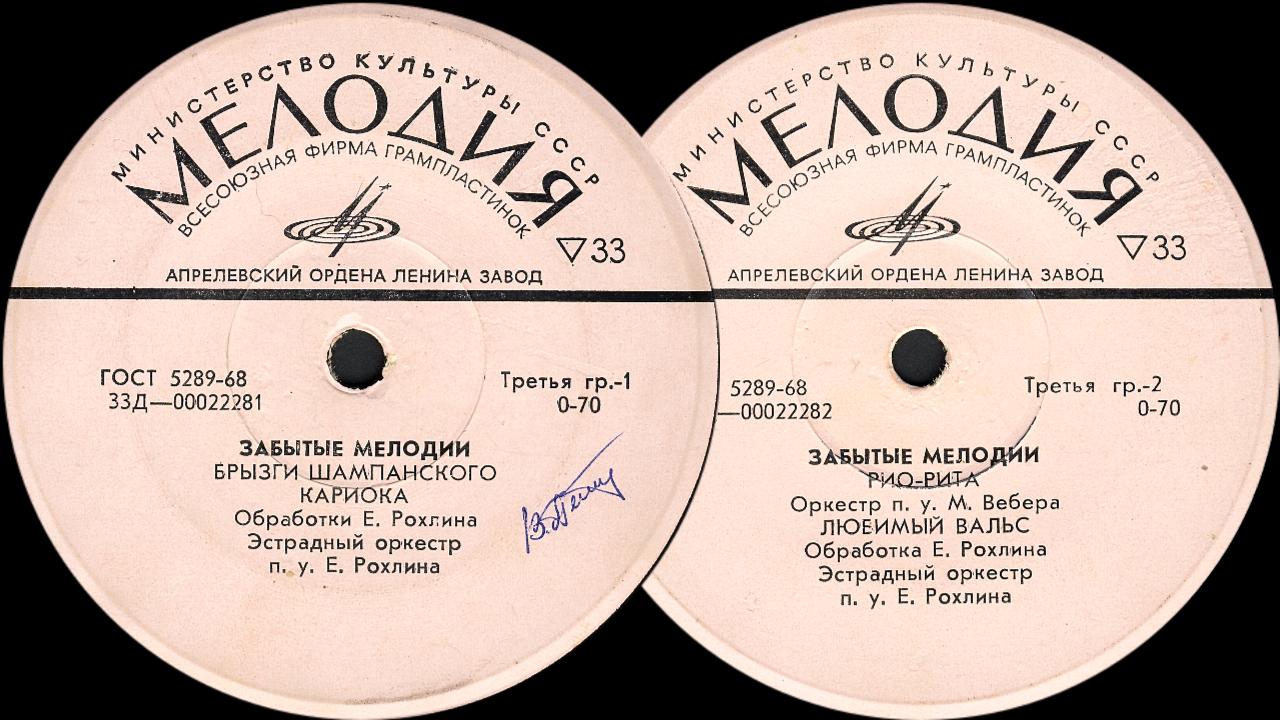 МИНИСТЕРСТВО КУЛЬТУРЫ СССР
МЕЛОДИЯ
ВСЕСОЮЗНАЯ ФИРМА ГРАМПЛАСТИНОК
▽33
АПРЕЛЕВСКИЙ ОРДЕНА ЛЕНИНА ЗАВОД
ГОСТ 5289-68
33Д—00022281
Третья гр.-1
0-70
ЗАБЫТЫЕ МЕЛОДИИ
БРЫЗГИ ШАМПАНСКОГО
КАРИОКА
Обработки Е. Рохлина
Эстрадный оркестр
п. у. Е. Рохлина
МИНИСТЕРСТВО КУЛЬТУРЫ СССР
МЕЛОДИЯ
ВСЕСОЮЗНАЯ ФИРМА ГРАМПЛАСТИНОК
▽33
АПРЕЛЕВСКИЙ ОРДЕНА ЛЕНИНА ЗАВОД
5289-68
—00022282
Третья гр.-2
0-70
ЗАБЫТЫЕ МЕЛОДИИ
РИО-РИТА
Оркестр п. у. М. Вебера
ЛЮБИМЫЙ ВАЛЬС
Обработка Е. Рохлина
Эстрадный оркестр
п. у. Е. Рохлина